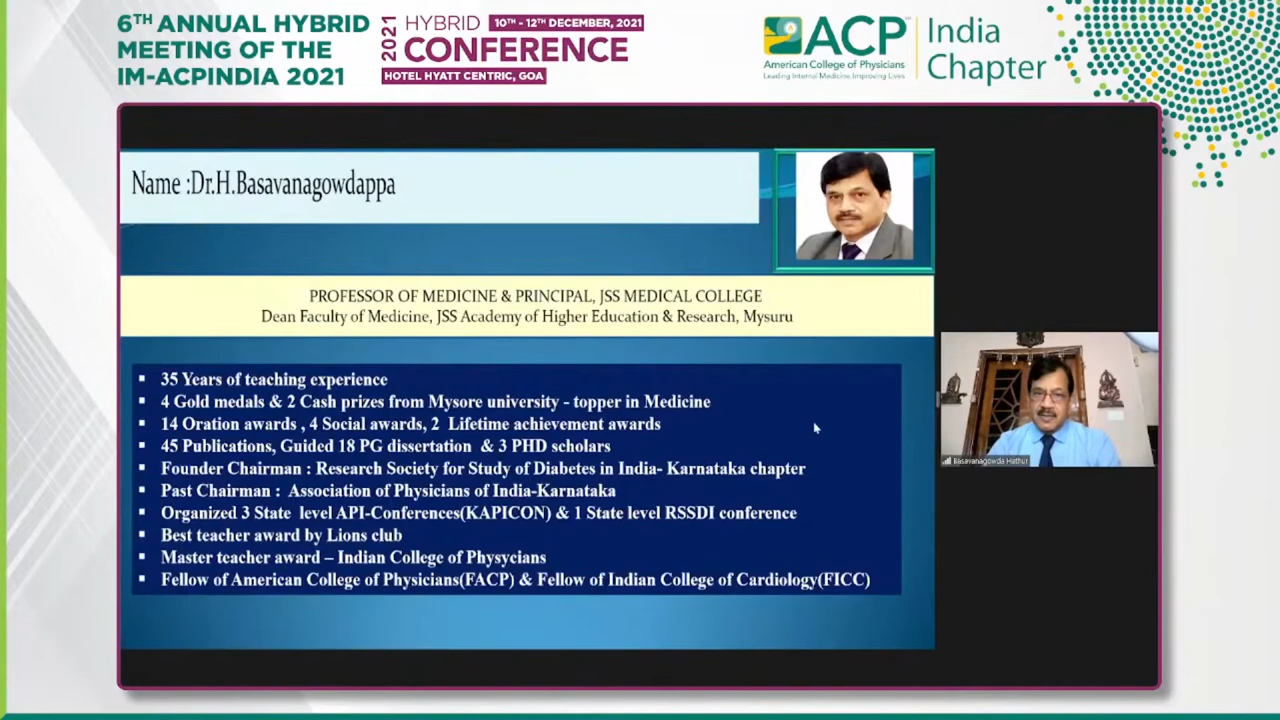 6TH ANNUAL HYBRID
MEETING OF THE
IM-ACPINDIA 2021
2021
HYBRID 10TH - 12TH DECEMBER, 2021
CONFERENCE
HOTEL HYATT CENTRIC, GOA
ACP
American College of Physicians
Leading Internal Medicine, Improving Lives
India
Chapter
Name :Dr.H.Basavanagowdappa
PROFESSOR OF MEDICINE & PRINCIPAL, JSS MEDICAL COLLEGE
Dean Faculty of Medicine, JSS Academy of Higher Education & Research, Mysuru
▪ 35 Years of teaching experience
▪ 4 Gold medals & 2 Cash prizes from Mysore university - topper in Medicine
▪ 14 Oration awards , 4 Social awards, 2 Lifetime achievement awards
▪ 45 Publications, Guided 18 PG dissertation & 3 PHD scholars
▪ Founder Chairman : Research Society for Study of Diabetes in India- Karnataka chapter
▪ Past Chairman : Association of Physicians of India-Karnataka
▪ Organized 3 State level API-Conferences(KAPICON) & 1 State level RSSDI conference
▪ Best teacher award by Lions club
▪ Master teacher award – Indian College of Physycians
▪ Fellow of American College of Physicians(FACP) & Fellow of Indian College of Cardiology(FICC)
Basavanagowda Hathur